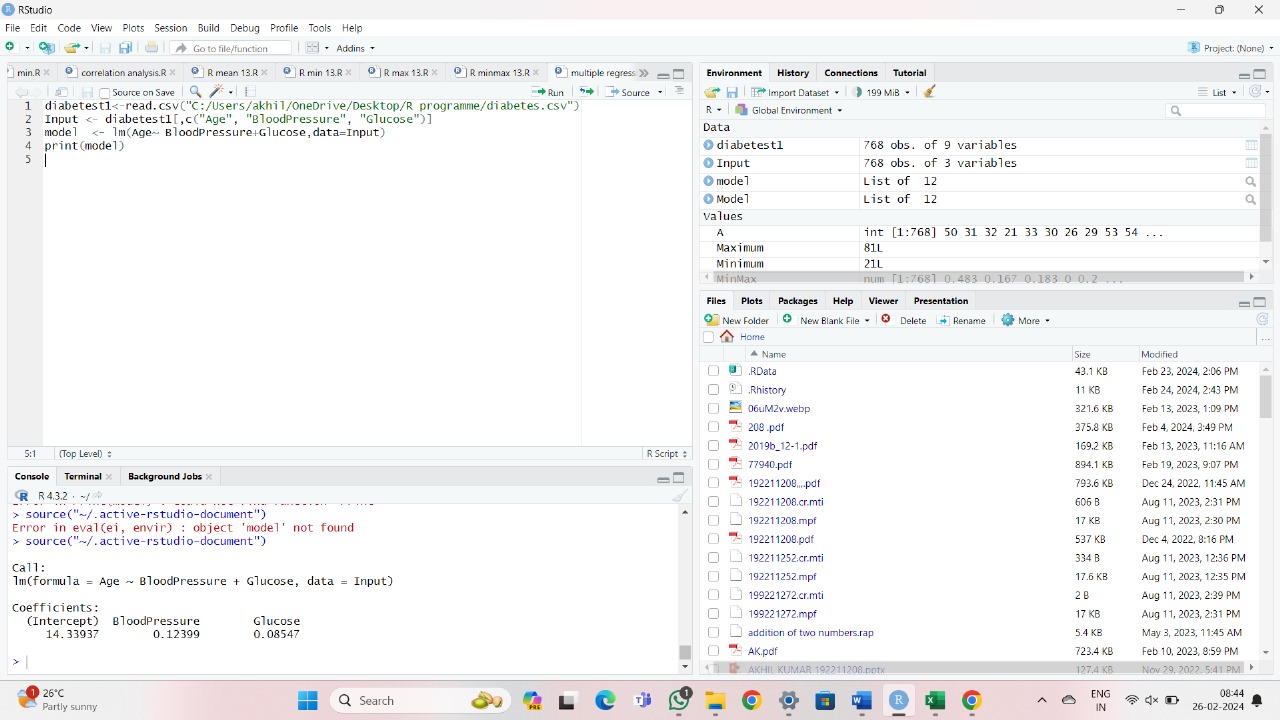 RStudio
File Edit Code View Plots Session Build Debug Profile Tools Help
Go to file/function Addins Project: (None)
min.R correlation analysis.R R mean 13.R R min 13.R R max 13.R R minmax 13.R multiple regress
Source on Save Run Source
1 diabetest1<-read.csv("C:/Users/akhil/OneDrive/Desktop/R programme/diabetes.csv")
2 Input <- diabetest1[,c("Age", "BloodPressure", "Glucose")]
3 model <- lm(Age~ BloodPressure+Glucose,data=Input)
4 print(model)
5
5:1 (Top Level) R Script
Console Terminal Background Jobs
R 4.3.2 · ~/
> source("~/.active-rstudio-document")
Error in eval(ei, envir) : object 'model' not found
> source("~/.active-rstudio-document")
Call:
lm(formula = Age ~ BloodPressure + Glucose, data = Input)
Coefficients:
(Intercept) BloodPressure Glucose
14.33937 0.12399 0.08547
>
Environment History Connections Tutorial
Import Dataset 199 MiB List
R Global Environment
Data
diabetest1 768 obs. of 9 variables
Input 768 obs. of 3 variables
model List of 12
Model List of 12
Values
A int [1:768] 50 31 32 21 33 30 26 29 53 54 ...
Maximum 81L
Minimum 21L
MinMax num [1:768] 0.483 0.167 0.183 0 0.2 ...
Files Plots Packages Help Viewer Presentation
New Folder New Blank File Delete Rename More
Home
Name Size Modified
.RData 43.1 KB Feb 23, 2024, 2:06 PM
.Rhistory 11 KB Feb 24, 2024, 2:43 PM
06uM2v.webp 321.6 KB Feb 15, 2023, 1:09 PM
208 .pdf 375.8 KB Feb 4, 2024, 3:49 PM
2019b_12-1.pdf 169.2 KB Feb 12, 2023, 11:16 AM
77940.pdf 894.1 KB Feb 19, 2023, 9:07 PM
192211208,,,,.pdf 793.6 KB Dec 24, 2022, 11:45 AM
192211208.cr.mti 606 B Aug 11, 2023, 2:31 PM
192211208.mpf 17 KB Aug 11, 2023, 2:30 PM
192211208.pdf 537 KB Dec 4, 2022, 8:16 PM
192211252.cr.mti 334 B Aug 11, 2023, 12:36 PM
192211252.mpf 17.6 KB Aug 11, 2023, 12:35 PM
199221272.cr.mti 2 B Aug 11, 2023, 2:39 PM
199221272.mpf 17 KB Aug 11, 2023, 2:31 PM
addition of two numbers.rap 5.4 KB May 3, 2023, 11:45 AM
AK.pdf 723.4 KB Feb 10, 2023, 8:59 PM
AKHIL KUMAR 192211208.pptx 127.4 KB Nov 29, 2022, 5:41 PM
26°C
Partly sunny
Search
ENG
IN
08:44
26-02-2024